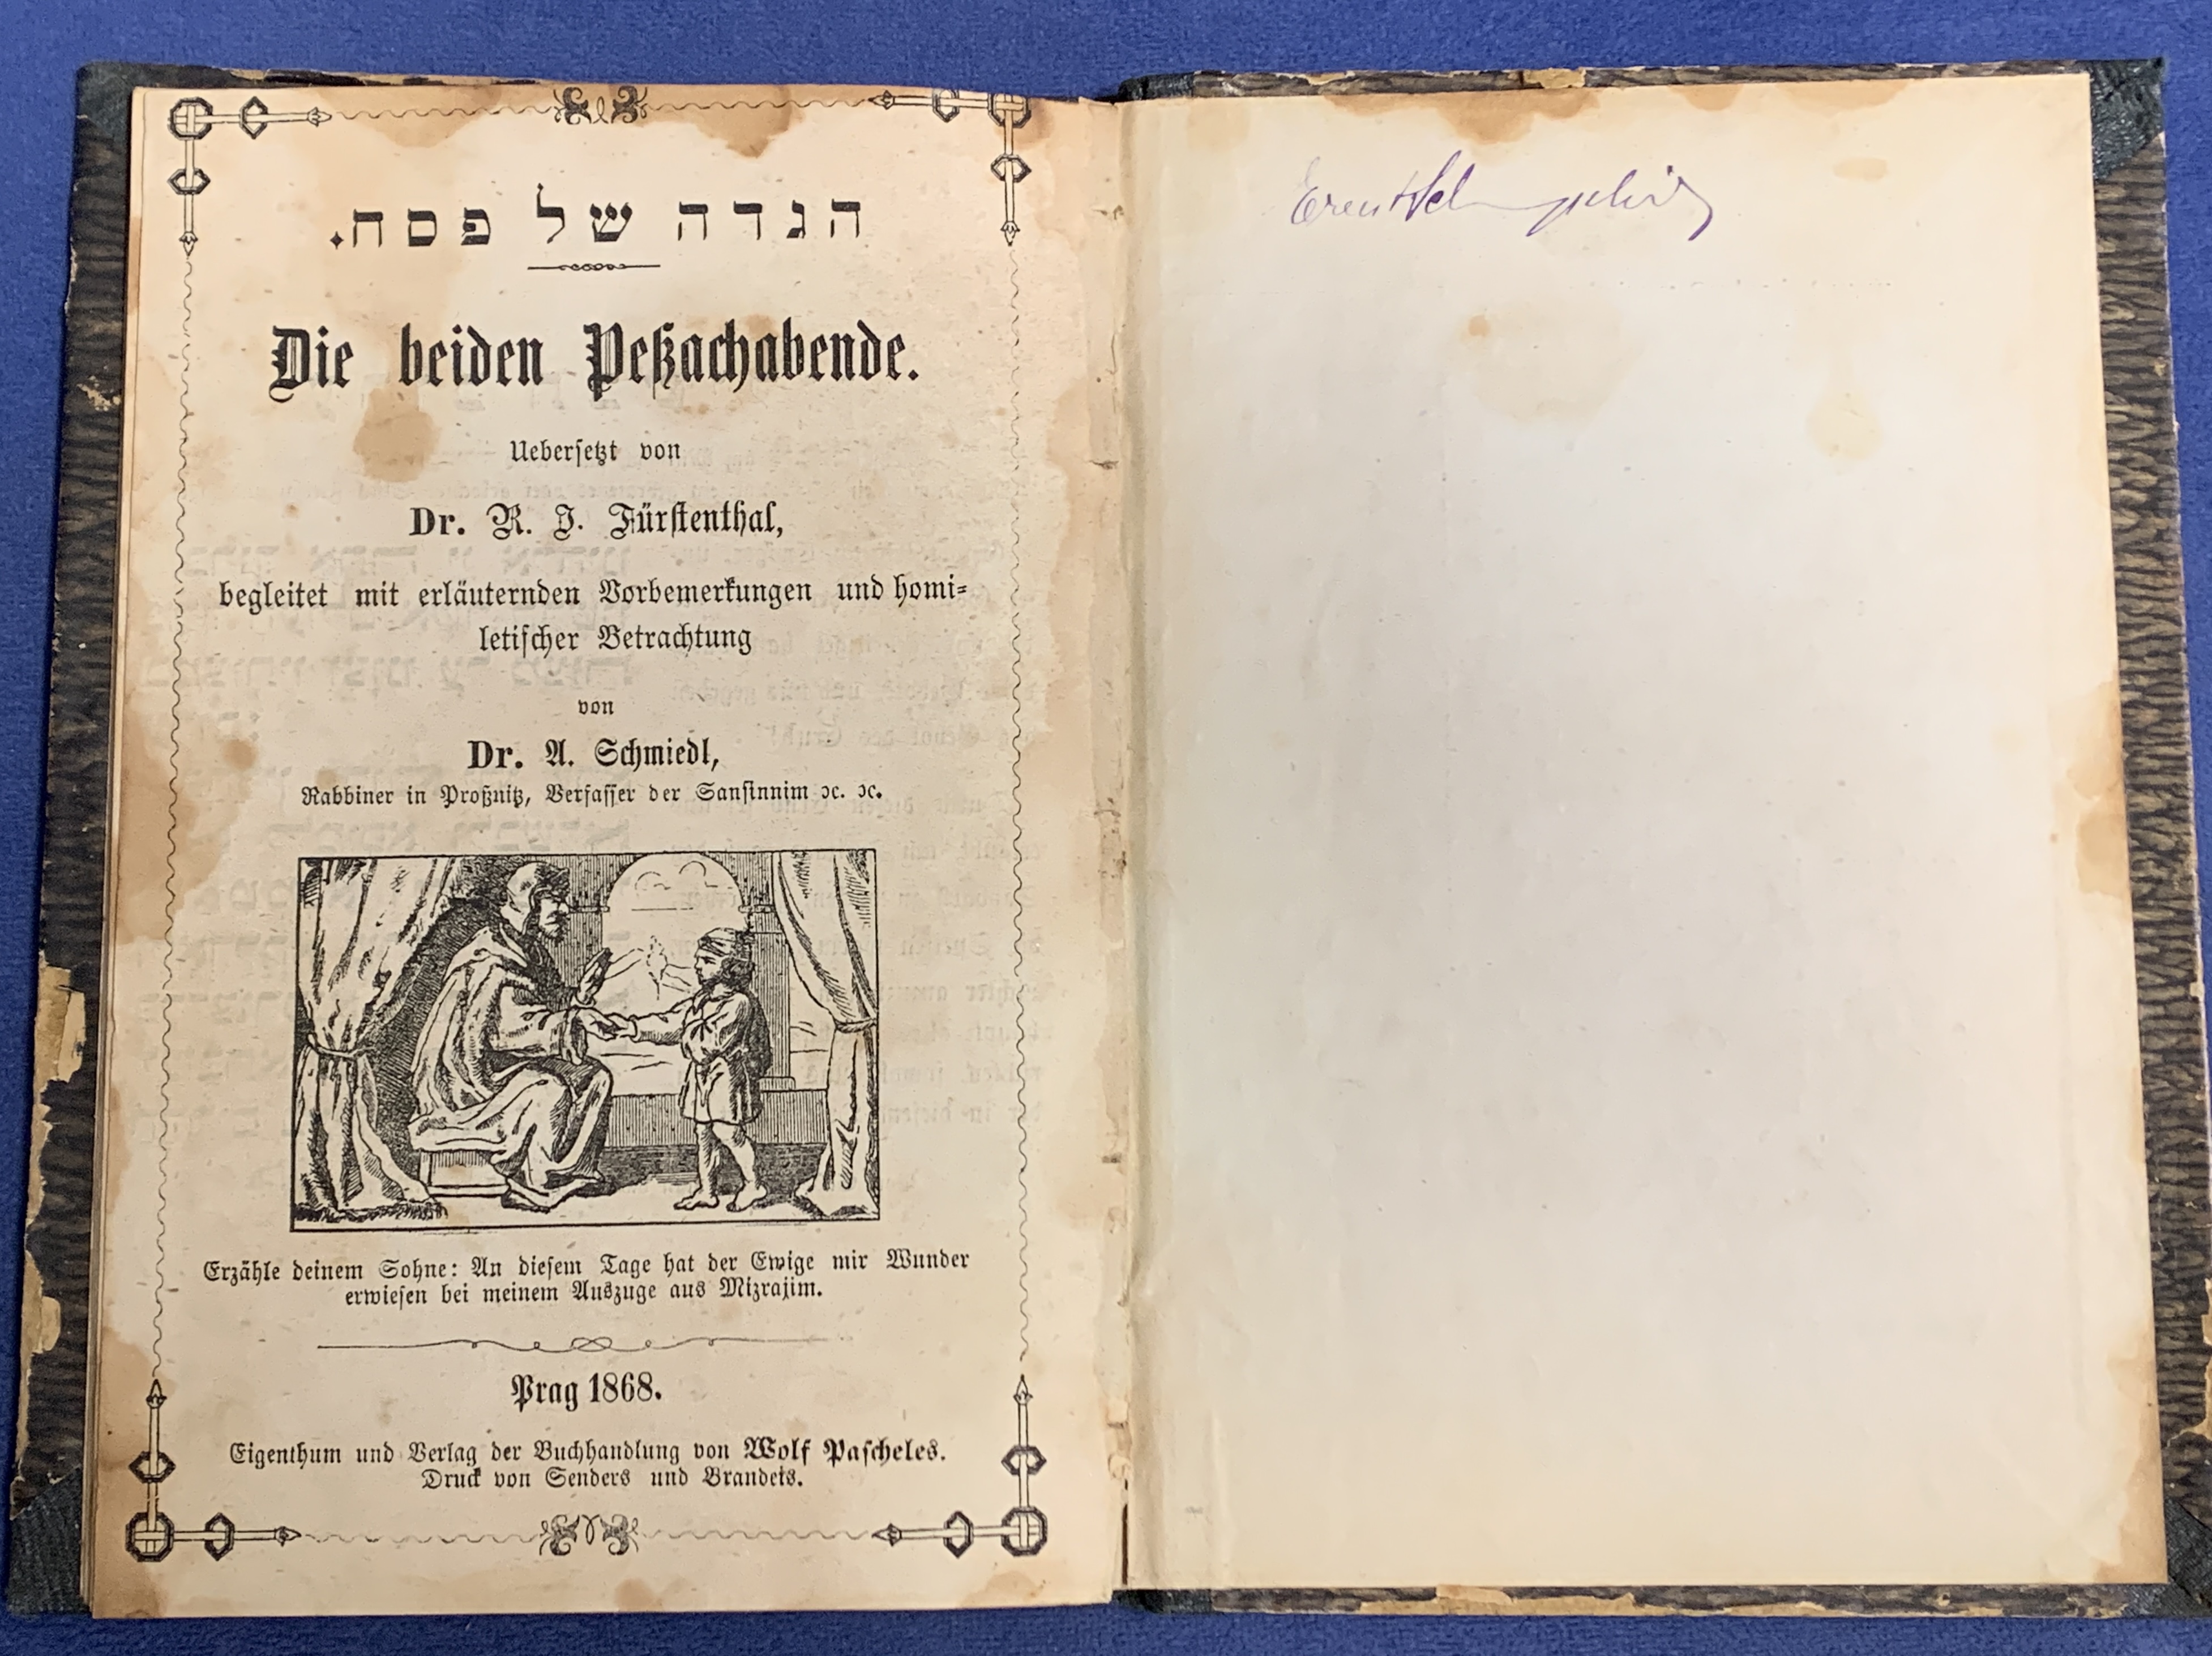 הגדה של פסח.
Die beiden Peßachabende.
Uebersetzt von
Dr. R. J. Fürstenthal,
begleitet mit erläuternden Vorbemerkungen und homi=
letischer Betrachtung
von
Dr. A. Schmiedl,
Rabbiner in Proßnitz, Verfasser der Sansinnim ꝛc. ꝛc.
Erzähle deinem Sohne: An diesem Tage hat der Ewige mir Wunder
erwiesen bei meinem Auszuge aus Mizrajim.
Prag 1868.
Eigenthum und Verlag der Buchhandlung von Wolf Pascheles.
Druck von Senders und Brandeis.